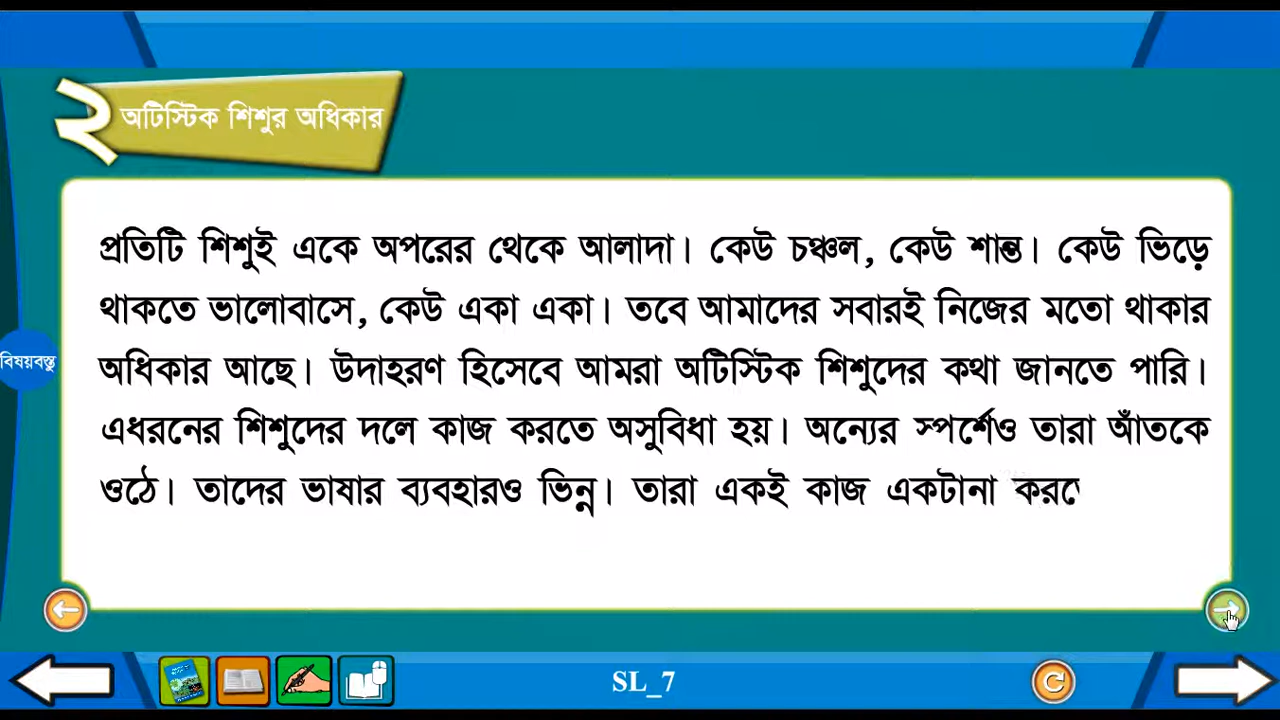 ২
অটিস্টিক শিশুর অধিকার
প্রতিটি শিশুই একে অপরের থেকে আলাদা। কেউ চঞ্চল, কেউ শান্ত। কেউ ভিড়ে
থাকতে ভালোবাসে, কেউ একা একা। তবে আমাদের সবারই নিজের মতো থাকার
অধিকার আছে। উদাহরণ হিসেবে আমরা অটিস্টিক শিশুদের কথা জানতে পারি।
বিষয়বস্তু
এধরনের শিশুদের দলে কাজ করতে অসুবিধা হয়। অন্যের স্পর্শেও তারা আঁতকে
ওঠে। তাদের ভাষার ব্যবহারও ভিন্ন। তারা একই কাজ একটানা
SL_7